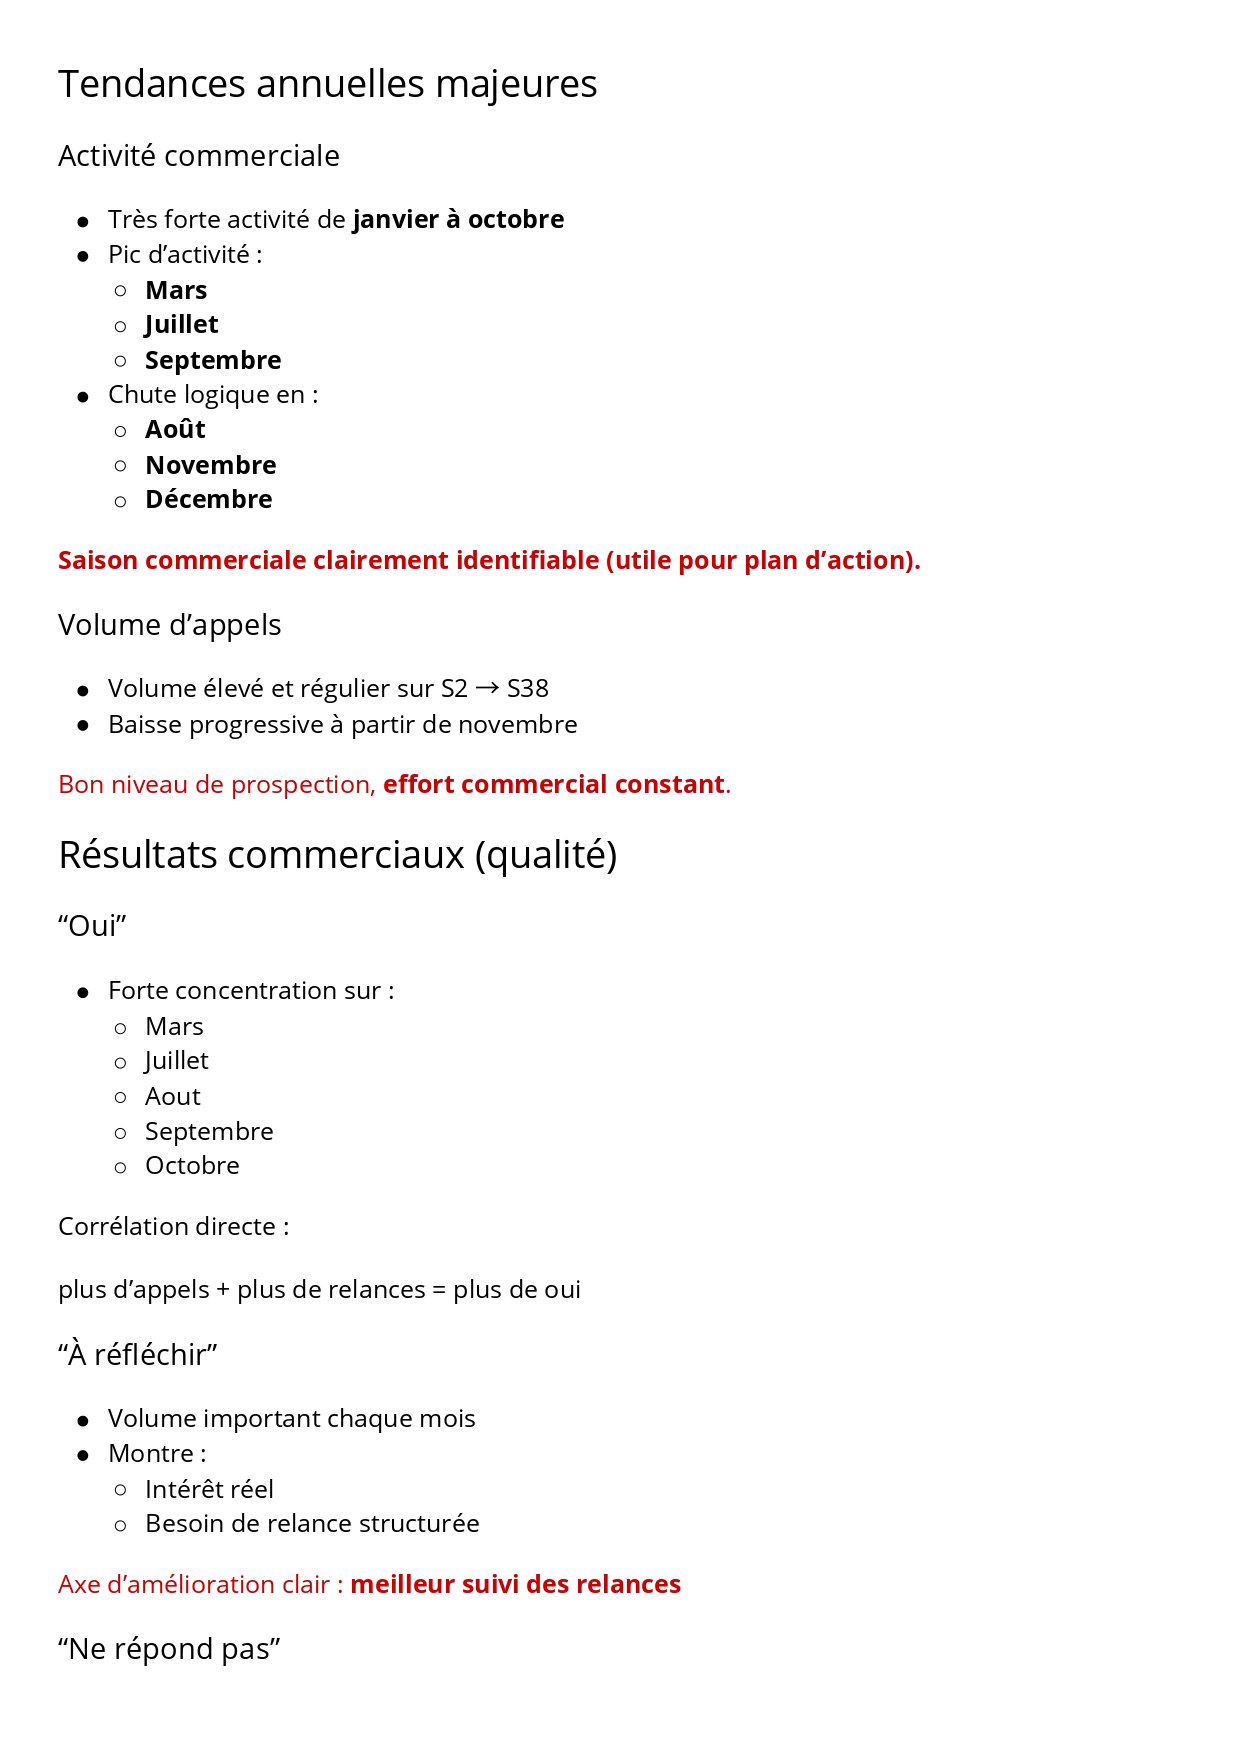 Tendances annuelles majeures
Activité commerciale
● Très forte activité de janvier à octobre
● Pic d’activité :
○ Mars
○ Juillet
○ Septembre
● Chute logique en :
○ Août
○ Novembre
○ Décembre
Saison commerciale clairement identifiable (utile pour plan d’action).
Volume d’appels
● Volume élevé et régulier sur S2 → S38
● Baisse progressive à partir de novembre
Bon niveau de prospection, effort commercial constant.
Résultats commerciaux (qualité)
“Oui”
● Forte concentration sur :
○ Mars
○ Juillet
○ Aout
○ Septembre
○ Octobre
Corrélation directe :
plus d’appels + plus de relances = plus de oui
“À réfléchir”
● Volume important chaque mois
● Montre :
○ Intérêt réel
○ Besoin de relance structurée
Axe d’amélioration clair : meilleur suivi des relances
“Ne répond pas”